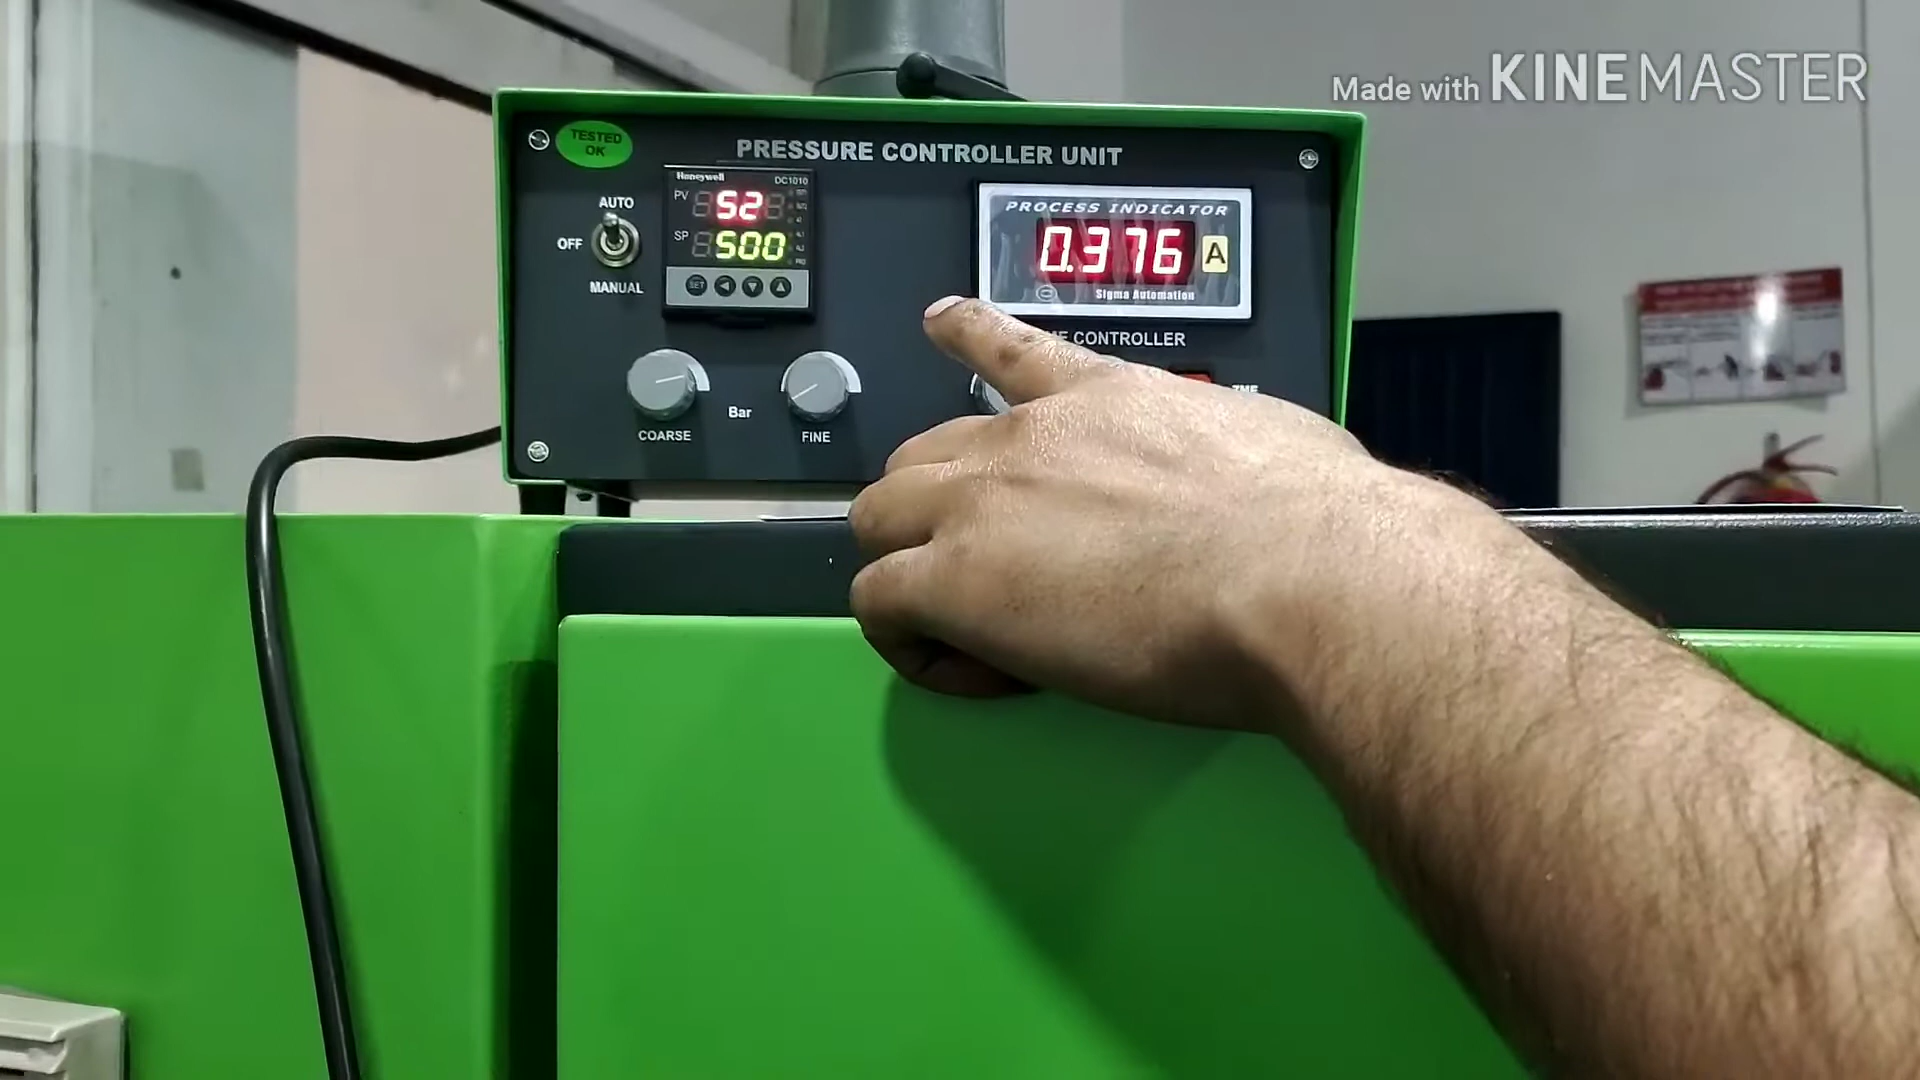 Made with KINEMASTER
TESTED
OK
PRESSURE CONTROLLER UNIT
Honeywell
DC1010
PV 52
SP 500
SET
AUTO
OFF
MANUAL
PROCESS INDICATOR
0.376 A
Sigma Automation
CONTROLLER
Bar
COARSE
FINE